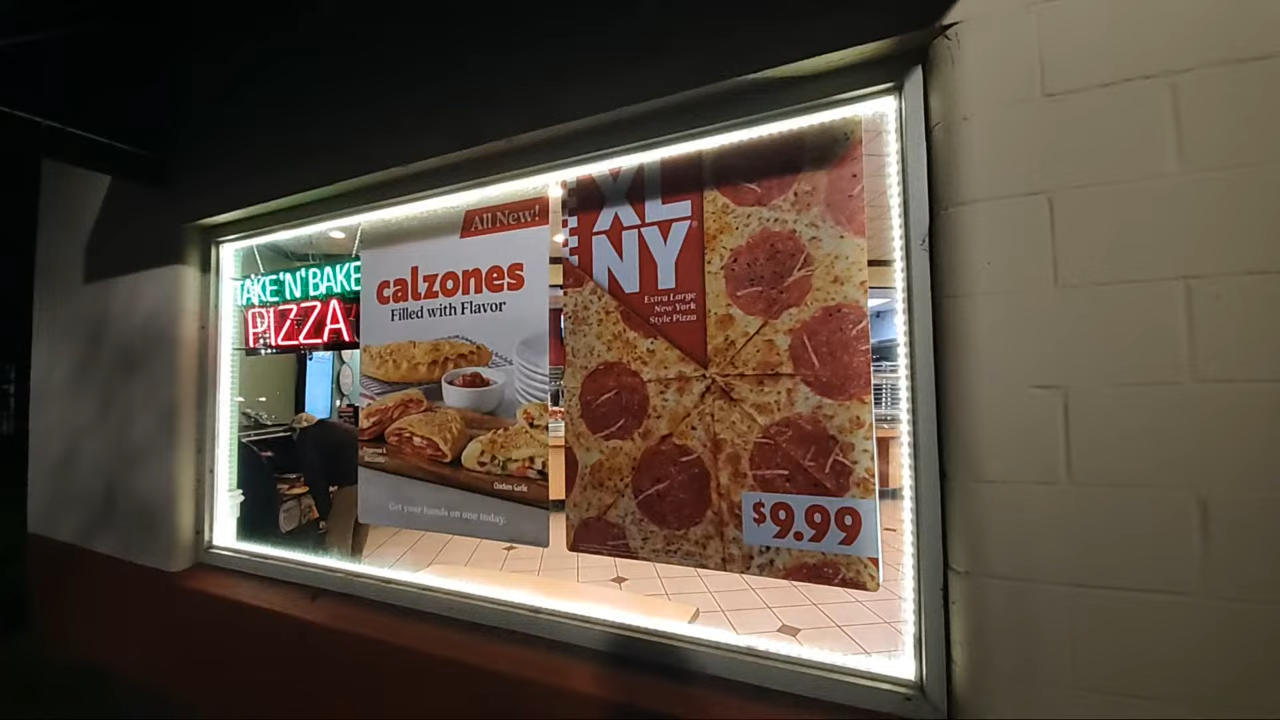 TAKE 'N' BAKE
PIZZA
All New!
calzones
Filled with Flavor
Chicken Garlic
Get your hands on one today.
XL
NY
Extra Large
New York
Style Pizza
$9.99